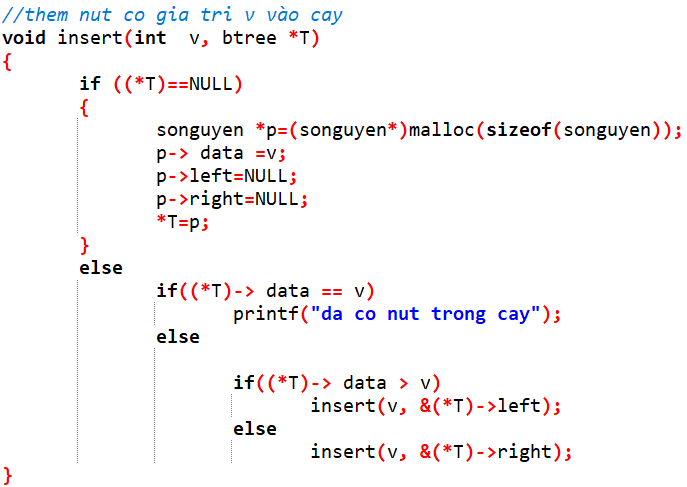 //them nut co gia tri v vào cay
void insert(int  v, btree *T)
{
if ((*T)==NULL)
{
songuyen *p=(songuyen*)malloc(sizeof(songuyen));
p-> data =v;
p->left=NULL;
p->right=NULL;
*T=p;
}
else
if((*T)-> data == v)
printf("da co nut trong cay");
else
if((*T)-> data > v)
insert(v, &(*T)->left);
else
insert(v, &(*T)->right);
}